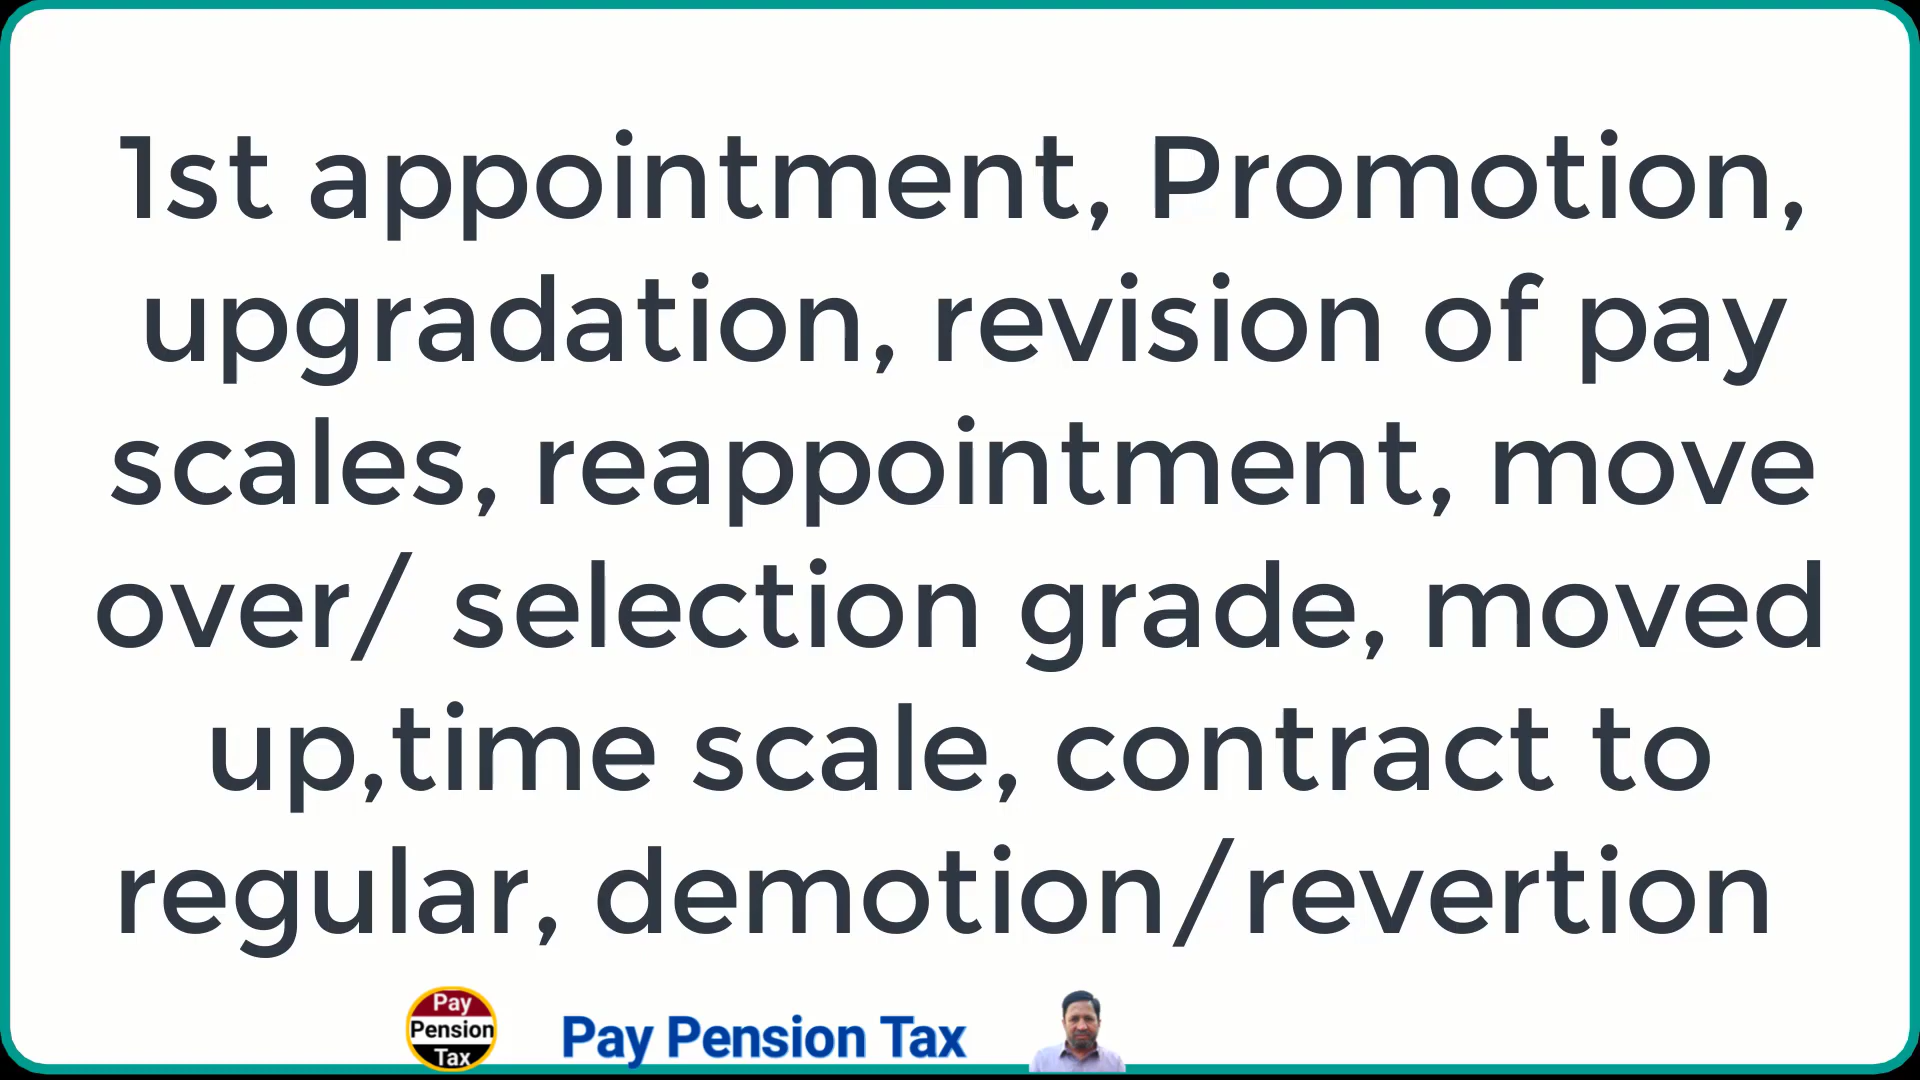 1st appointment, Promotion,
upgradation, revision of pay
scales, reappointment, move
over/ selection grade, moved
up,time scale, contract to
regular, demotion/revertion
Pay
Pension
Tax
Pay Pension Tax